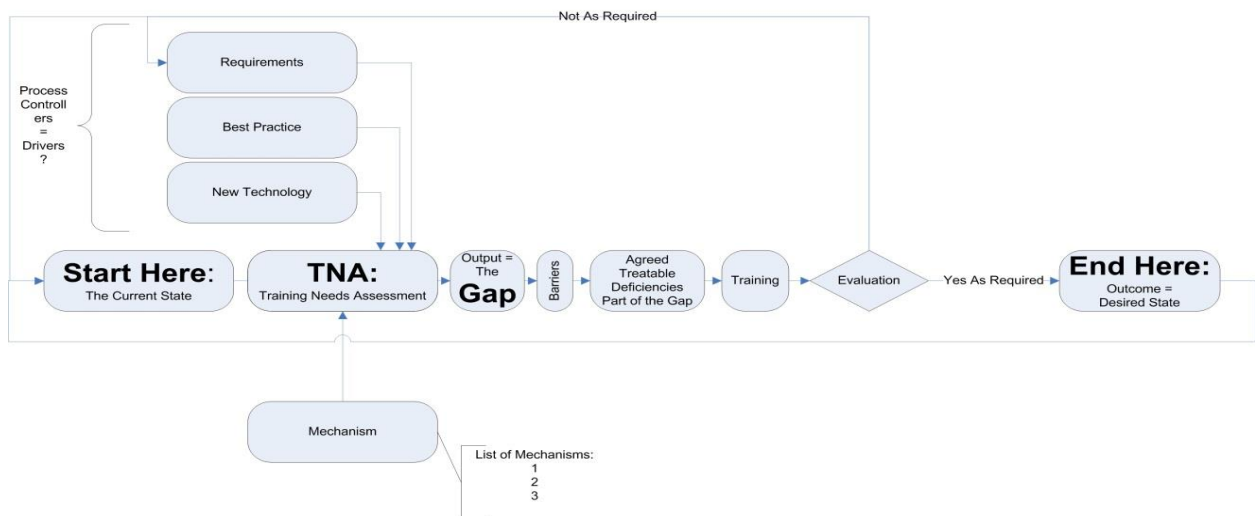 Not As Required
Process
Controll
ers
=
Drivers
?
Requirements
Best Practice
New Technology
Start Here:
The Current State
TNA:
Training Needs Assessment
Output =
The
Gap
Barriers
Agreed
Treatable
Deficiencies
Part of the Gap
Training
Evaluation
Yes As Required
End Here:
Outcome =
Desired State
Mechanism
List of Mechanisms:
1
2
3